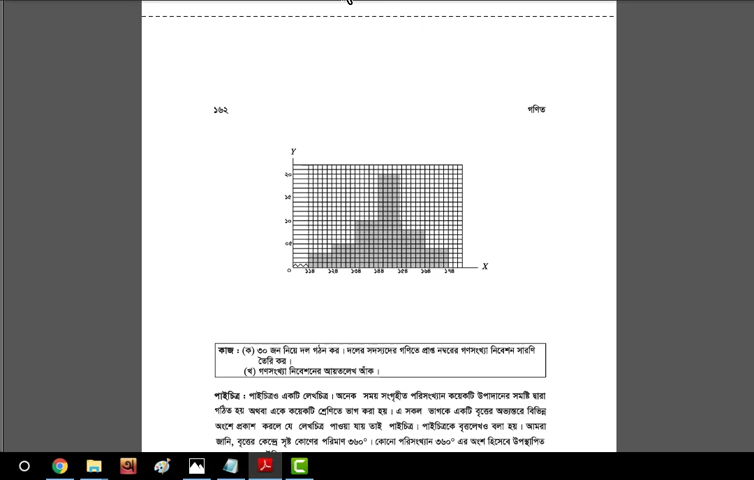 ১৬২ গণিত
Y
২০
১৫
১০
০৫
০ ১১৪ ১২৪ ১৩৪ ১৪৪ ১৫৪ ১৬৪ ১৭৪ X
কাজ : (ক) ৩০ জন নিয়ে দল গঠন কর। দলের সদস্যদের গণিতে প্রাপ্ত নম্বরের গণসংখ্যা নিবেশন সারণি
তৈরি কর।
(খ) গণসংখ্যা নিবেশনের আয়তলেখ আঁক।
পাইচিত্র : পাইচিত্রও একটি লেখচিত্র। অনেক সময় সংগৃহীত পরিসংখ্যান কয়েকটি উপাদানের সমষ্টি দ্বারা
গঠিত হয় অথবা একে কয়েকটি শ্রেণিতে ভাগ করা হয়। এ সকল ভাগকে একটি বৃত্তের অভ্যন্তরে বিভিন্ন
অংশে প্রকাশ করলে যে লেখচিত্র পাওয়া যায় তাই পাইচিত্র। পাইচিত্রকে বৃত্তলেখও বলা হয়। আমরা
জানি, বৃত্তের কেন্দ্রে সৃষ্ট কোণের পরিমাণ ৩৬০°। কোনো পরিসংখ্যান ৩৬০° এর অংশ হিসেবে উপস্থাপিত